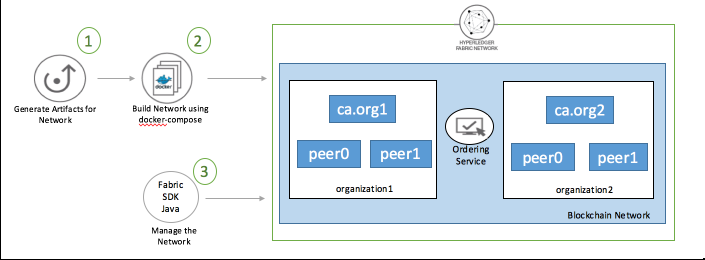 1
2
HYPERLEDGER
FABRIC NETWORK
docker
Generate Artifacts for
Network
Build Network using
docker-compose
ca.org1
peer0
peer1
organization1
Ordering
Service
ca.org2
peer0
peer1
organization2
Blockchain Network
3
Fabric
SDK
Java
Manage the
Network